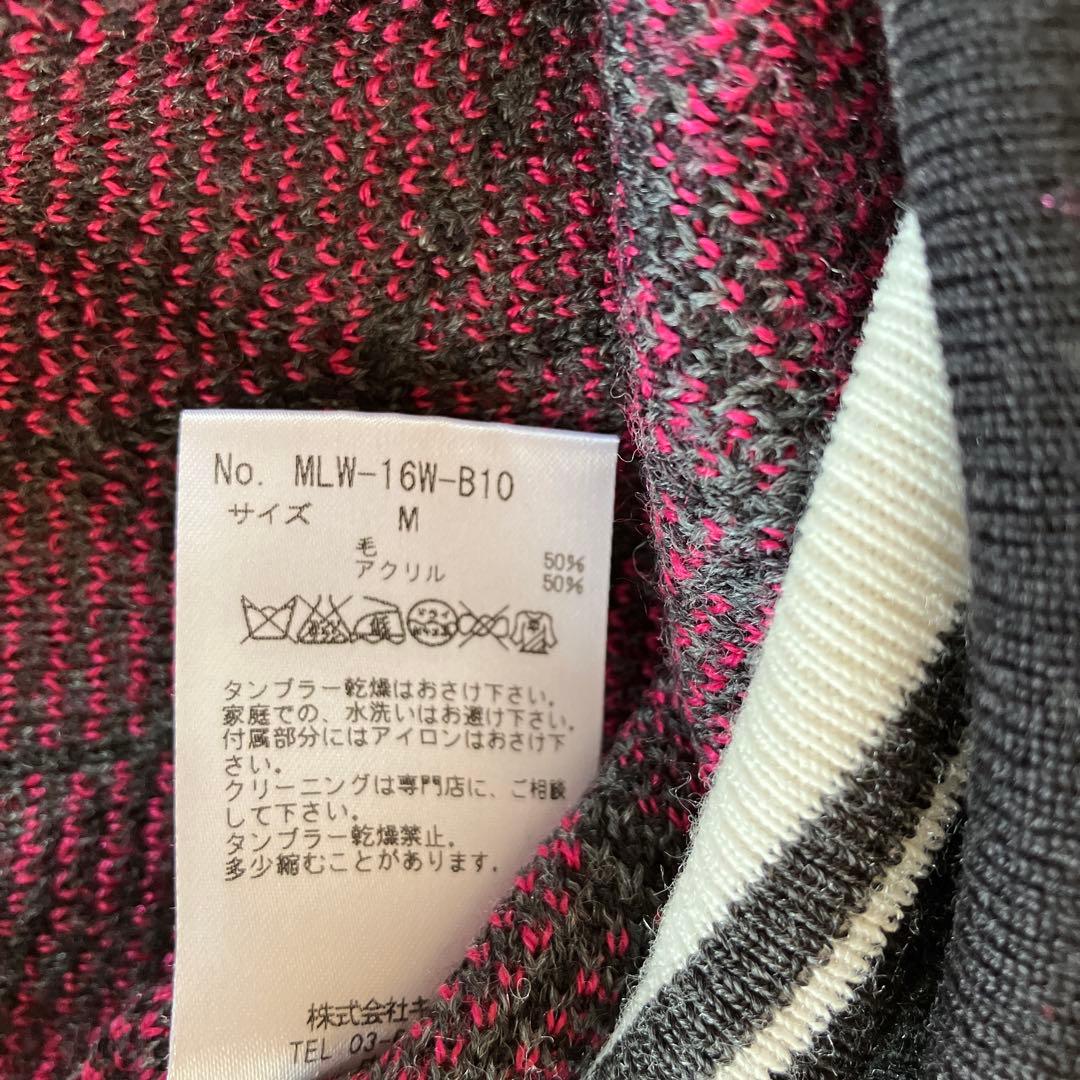 No. MLW-16W-B10
サイズ M
毛 50%
アクリル 50%
タンブラー乾燥はおさけ下さい。
家庭での、水洗いはお避け下さい。
付属部分にはアイロンはおさけ下
さい。
クリーニングは専門店に、ご相談
して下さい。
タンブラー乾燥禁止。
多少縮むことがあります。
株式会社キ
TEL 03-